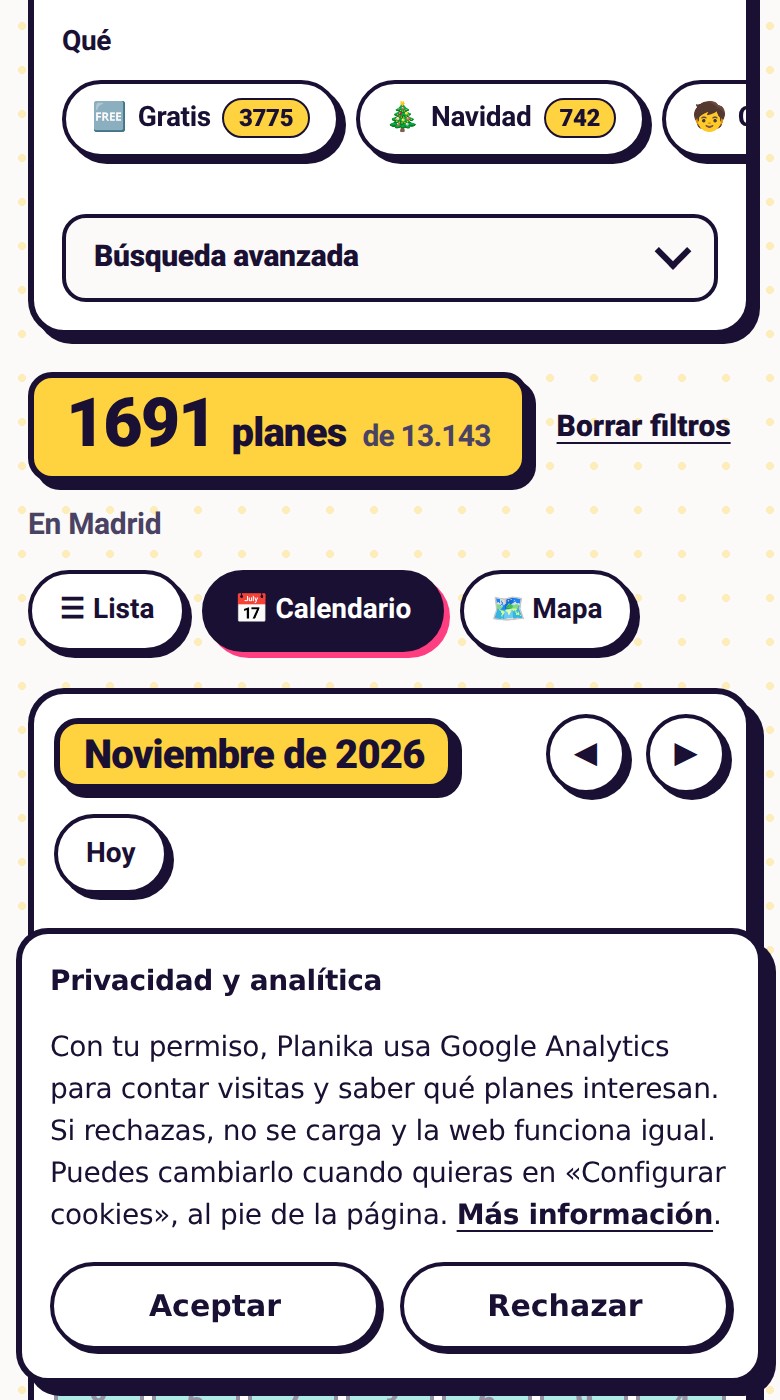 Qué
FREE Gratis 3775 Navidad 742
Búsqueda avanzada
1691 planes de 13.143 Borrar filtros
En Madrid
Lista July 17 Calendario Mapa
Noviembre de 2026
Hoy
Privacidad y analítica
Con tu permiso, Planika usa Google Analytics
para contar visitas y saber qué planes interesan.
Si rechazas, no se carga y la web funciona igual.
Puedes cambiarlo cuando quieras en «Configurar
cookies», al pie de la página. Más información.
Aceptar Rechazar